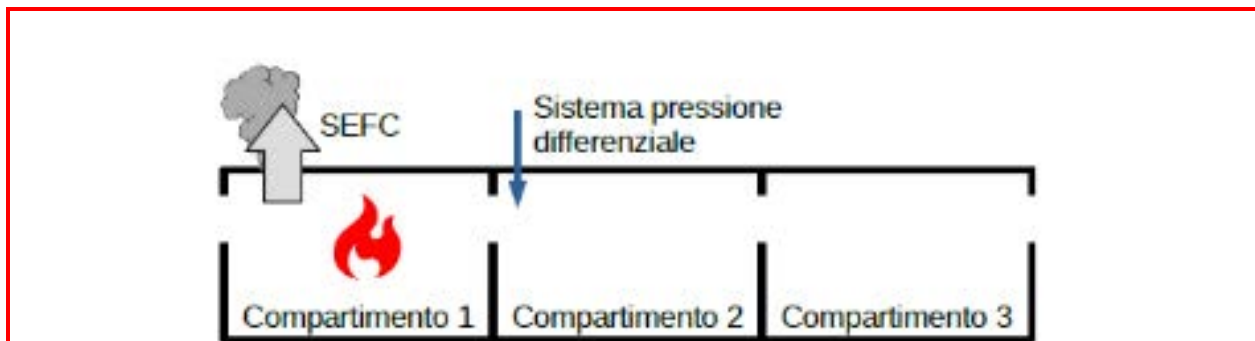 SEFC
Sistema pressione
differenziale
Compartimento 1
Compartimento 2
Compartimento 3